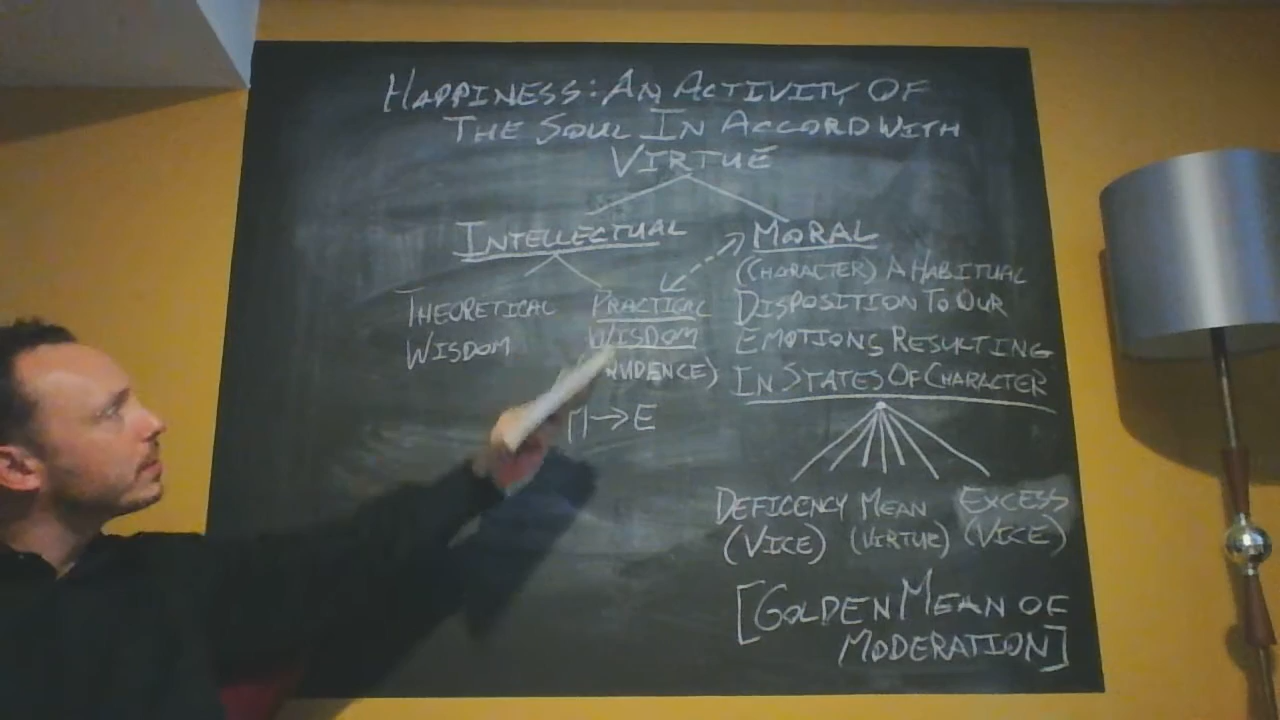 HAPPINESS: AN ACTIVITY OF
THE SOUL IN ACCORD WITH
VIRTUE
INTELLECTUAL
MORAL
THEORETICAL
WISDOM
PRACTICAL
WISDOM
UDENCE)
→E
(CHARACTER) A HABITUAL
DISPOSITION TO OUR
EMOTIONS RESULTING
IN STATES OF CHARACTER
DEFICENCY MEAN EXCESS
(VICE) (VIRTUE) (VICE)
[GOLDEN MEAN OF
MODERATION]